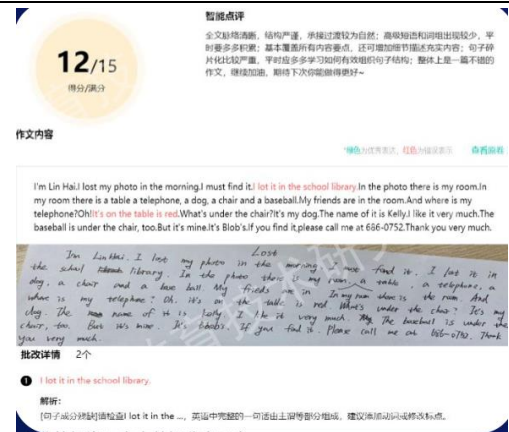 智能点评
全文脉络清晰，结构严谨，承接过渡较为自然；高级短语和词组出现较少，平
时要多多积累；基本覆盖所有内容要点，还可增加细节描述充实内容；句子碎
片化比较严重，平时应多多学习如何有效组织句子结构；整体上是一篇不错的
作文，继续加油，期待下次你能做得更好~
12/15
得分/满分
作文内容
*绿色为优秀表达，红色为错误表示 查看原卷
I'm Lin Hai.I lost my photo in the morning.I must find it.I lot it in the school library.In the photo there is my room.In
my room there is a table a telephone, a dog, a chair and a baseball.My friends are in the room.And where is my
telephone?Oh!It's on the table is red.What's under the chair?It's my dog.The name of it is Kelly.I like it very much.The
baseball is under the chair, too.But it's mine.It's Blob's.If you find it,please call me at 686-0752.Thank you very much.
Lost
I'm Lin Hai. I lost my photo in the morning. must find it. I lot it in
the school library. In the photo there is my room, a table, a telephone, a
dog, a chair and a base ball. My frieds in In my room there is the room And
where is my telephone? Oh. it's on the table is red What's under the chair? It's my
dog. The name of it is Kelly I like it very much. The baseball is under the
chair, too. But it's mine. It's If you find it. Please call me at 686-0752. Thank
you very much.
批改详情 2个
1 I lot it in the school library.
解析:
[句子成分残缺]请检查I lot it in the ...，英语中完整的一句话由主谓等部分组成，建议添加动词或修改标点。